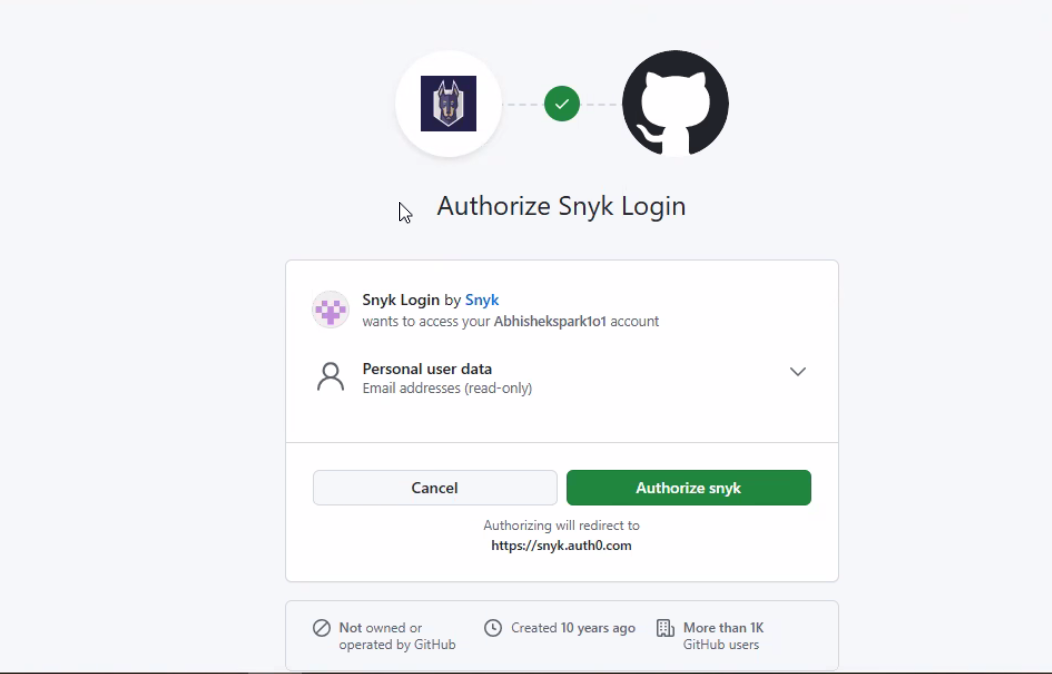 Authorize Snyk Login
Snyk Login by Snyk
wants to access your Abhishekspark1o1 account
Personal user data
Email addresses (read-only)
Cancel
Authorize snyk
Authorizing will redirect to
https://snyk.auth0.com
Not owned or
operated by GitHub
Created 10 years ago
More than 1K
GitHub users